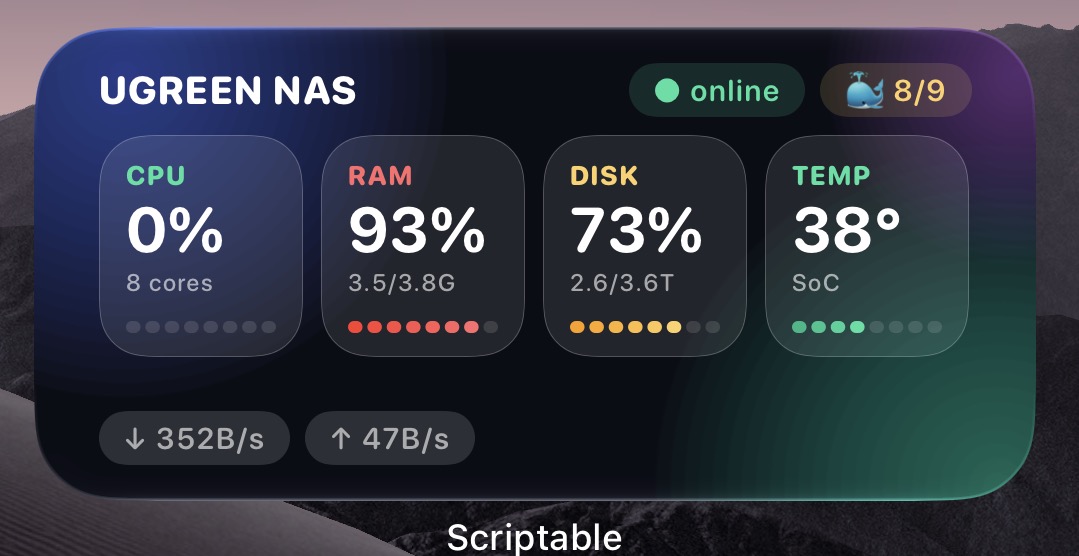 UGREEN NAS
online
8/9
CPU
0%
8 cores
RAM
93%
3.5/3.8G
DISK
73%
2.6/3.6T
TEMP
38°
SoC
↓ 352B/s
↑ 47B/s
Scriptable